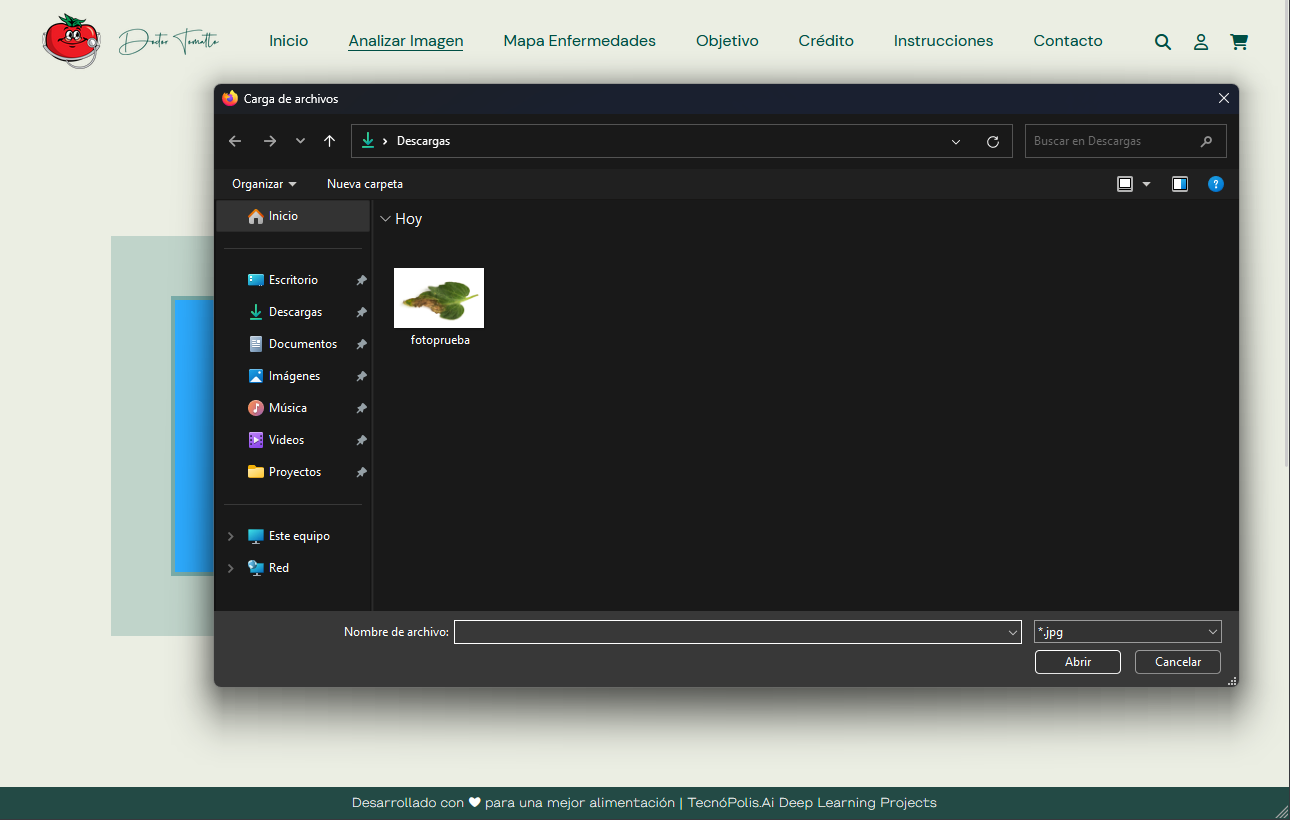 Doctor Tomatto
Inicio
Analizar Imagen
Mapa Enfermedades
Objetivo
Crédito
Instrucciones
Contacto
Carga de archivos
Descargas
Buscar en Descargas
Organizar
Nueva carpeta
?
Inicio
Hoy
Escritorio
Descargas
Documentos
Imágenes
Música
Videos
Proyectos
Este equipo
Red
fotoprueba
Nombre de archivo:
*.jpg
Abrir
Cancelar
Desarrollado con ❤ para una mejor alimentación | TecnóPolis.Ai Deep Learning Projects